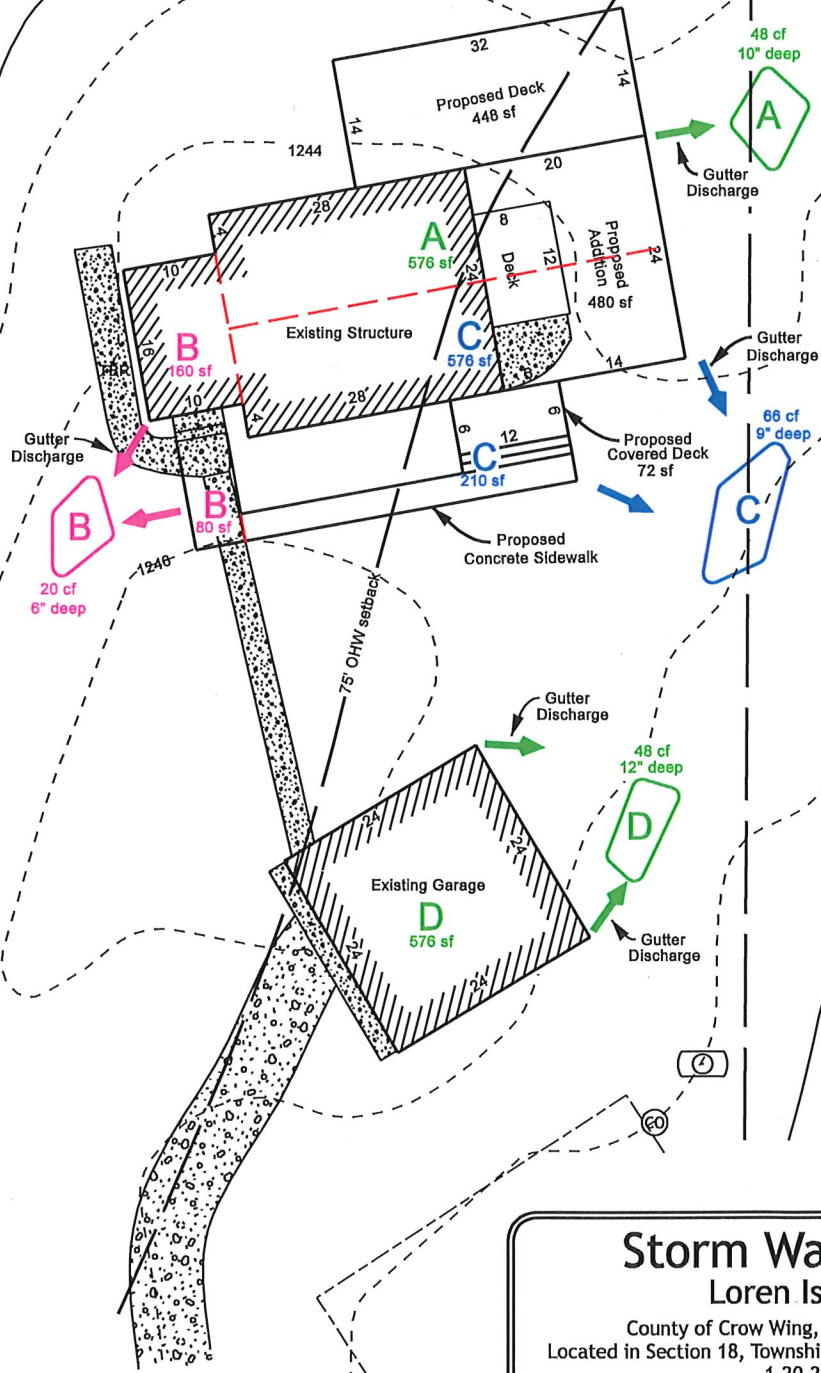 48 cf
10" deep
A
32
14
Proposed Deck
448 sf
14
Gutter
Discharge
1244
20
28
4
A
576 sf
8
Deck
12
Proposed
Addition
480 sf
24
24
10
16
B
160 sf
Existing Structure
C
576 sf
TBR
6
14
Gutter
Discharge
10
4
28
6
12
6
C
210 sf
Proposed
Covered Deck
72 sf
66 cf
9" deep
C
Gutter
Discharge
B
B
80 sf
20 cf
6" deep
1246
Proposed
Concrete Sidewalk
75' OHW setback
Gutter
Discharge
48 cf
12" deep
D
24
24
Existing Garage
D
576 sf
24
24
Gutter
Discharge
CO
Storm Wa
Loren Is
County of Crow Wing,
Located in Section 18, Townshi